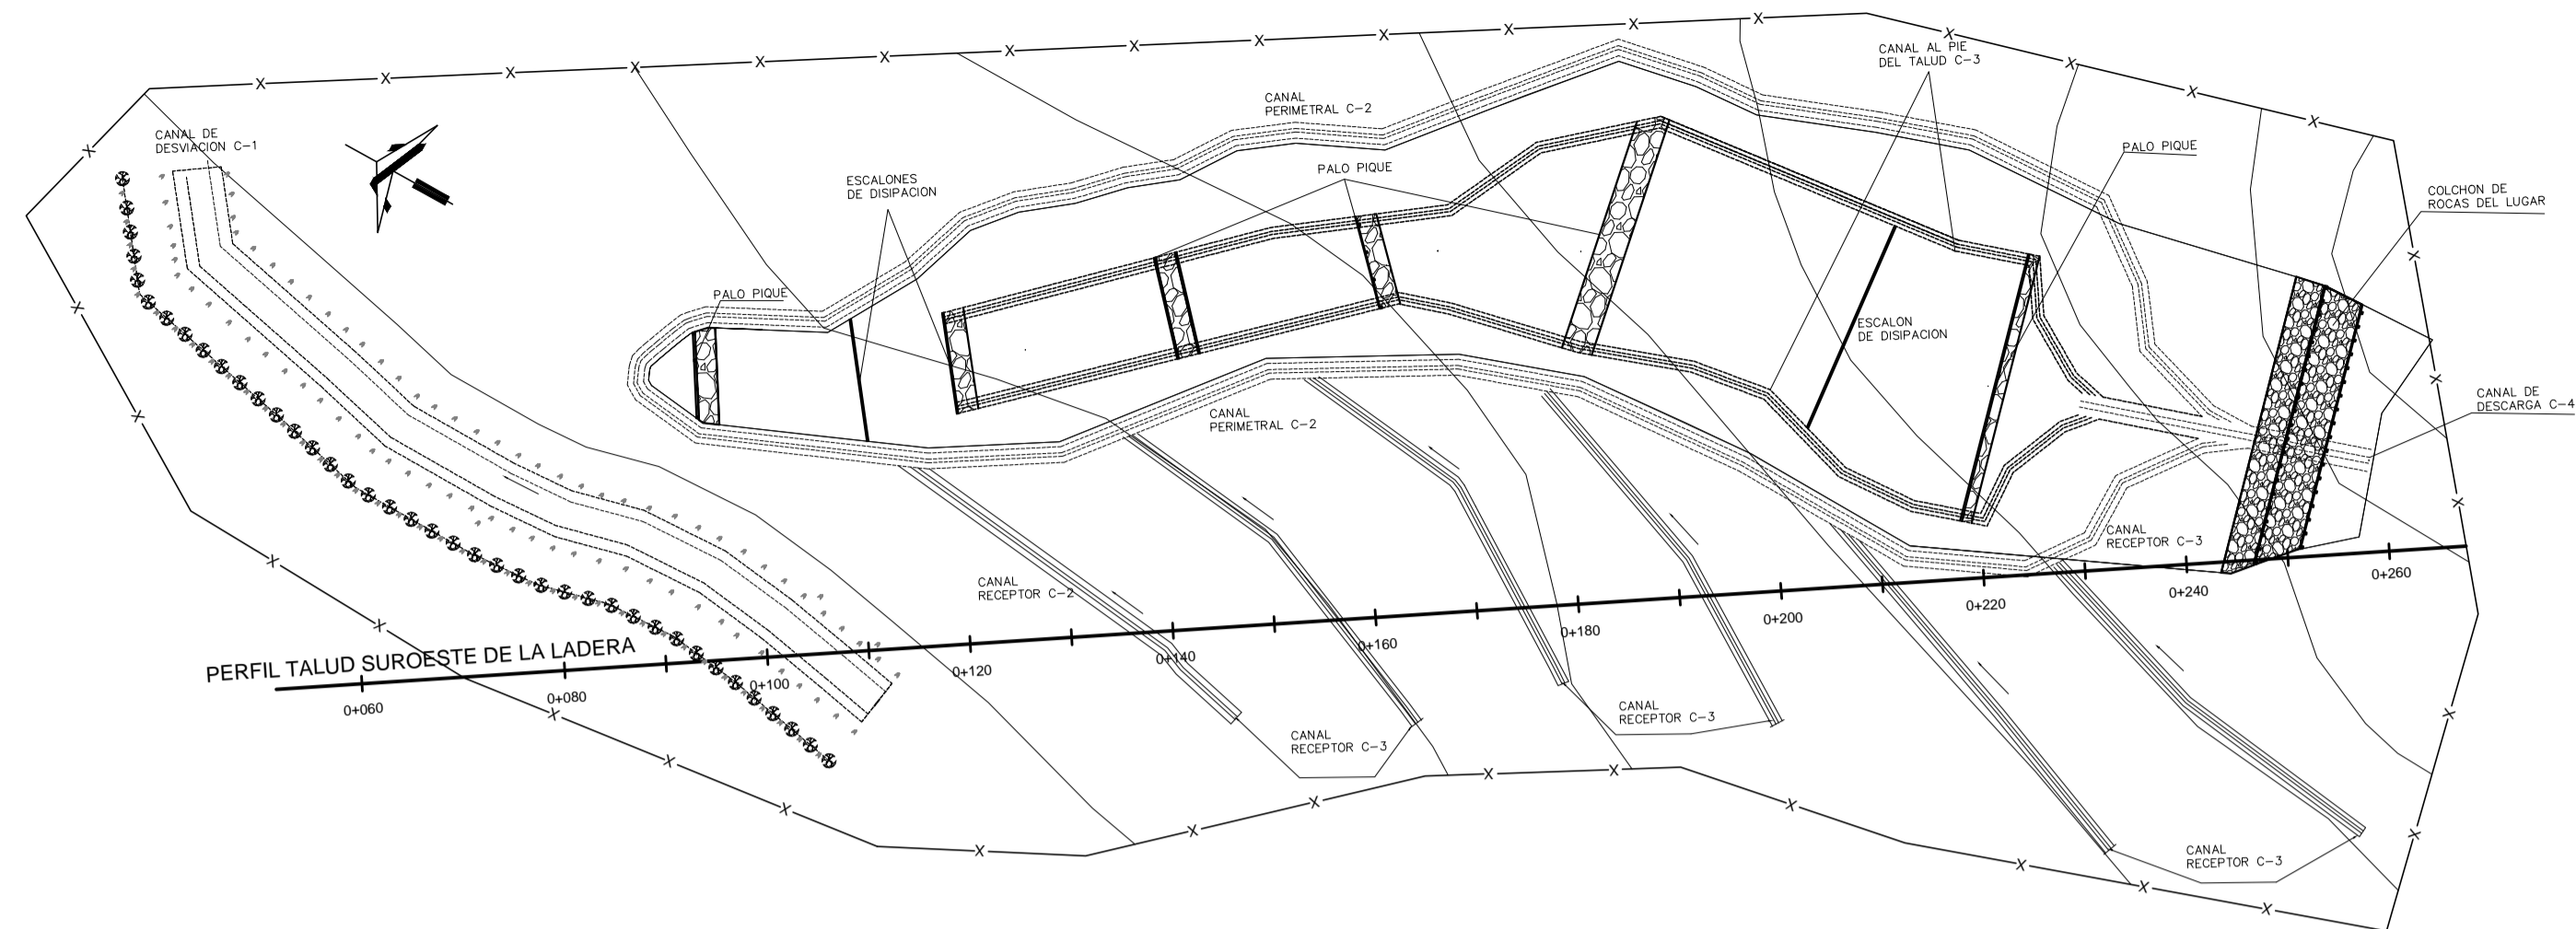 CANAL DE
DESVIACION C-1
CANAL
PERIMETRAL C-2
CANAL AL PIE
DEL TALUD C-3
ESCALONES
DE DISIPACION
PALO PIQUE
PALO PIQUE
COLCHON DE
ROCAS DEL LUGAR
PALO PIQUE
ESCALON
DE DISIPACION
CANAL
PERIMETRAL C-2
CANAL DE
DESCARGA C-4
CANAL
RECEPTOR C-3
CANAL
RECEPTOR C-2
PERFIL TALUD SUROESTE DE LA LADERA
0+060
0+080
0+100
0+120
0+140
0+160
0+180
0+200
0+220
0+240
0+260
CANAL
RECEPTOR C-3
CANAL
RECEPTOR C-3
CANAL
RECEPTOR C-3